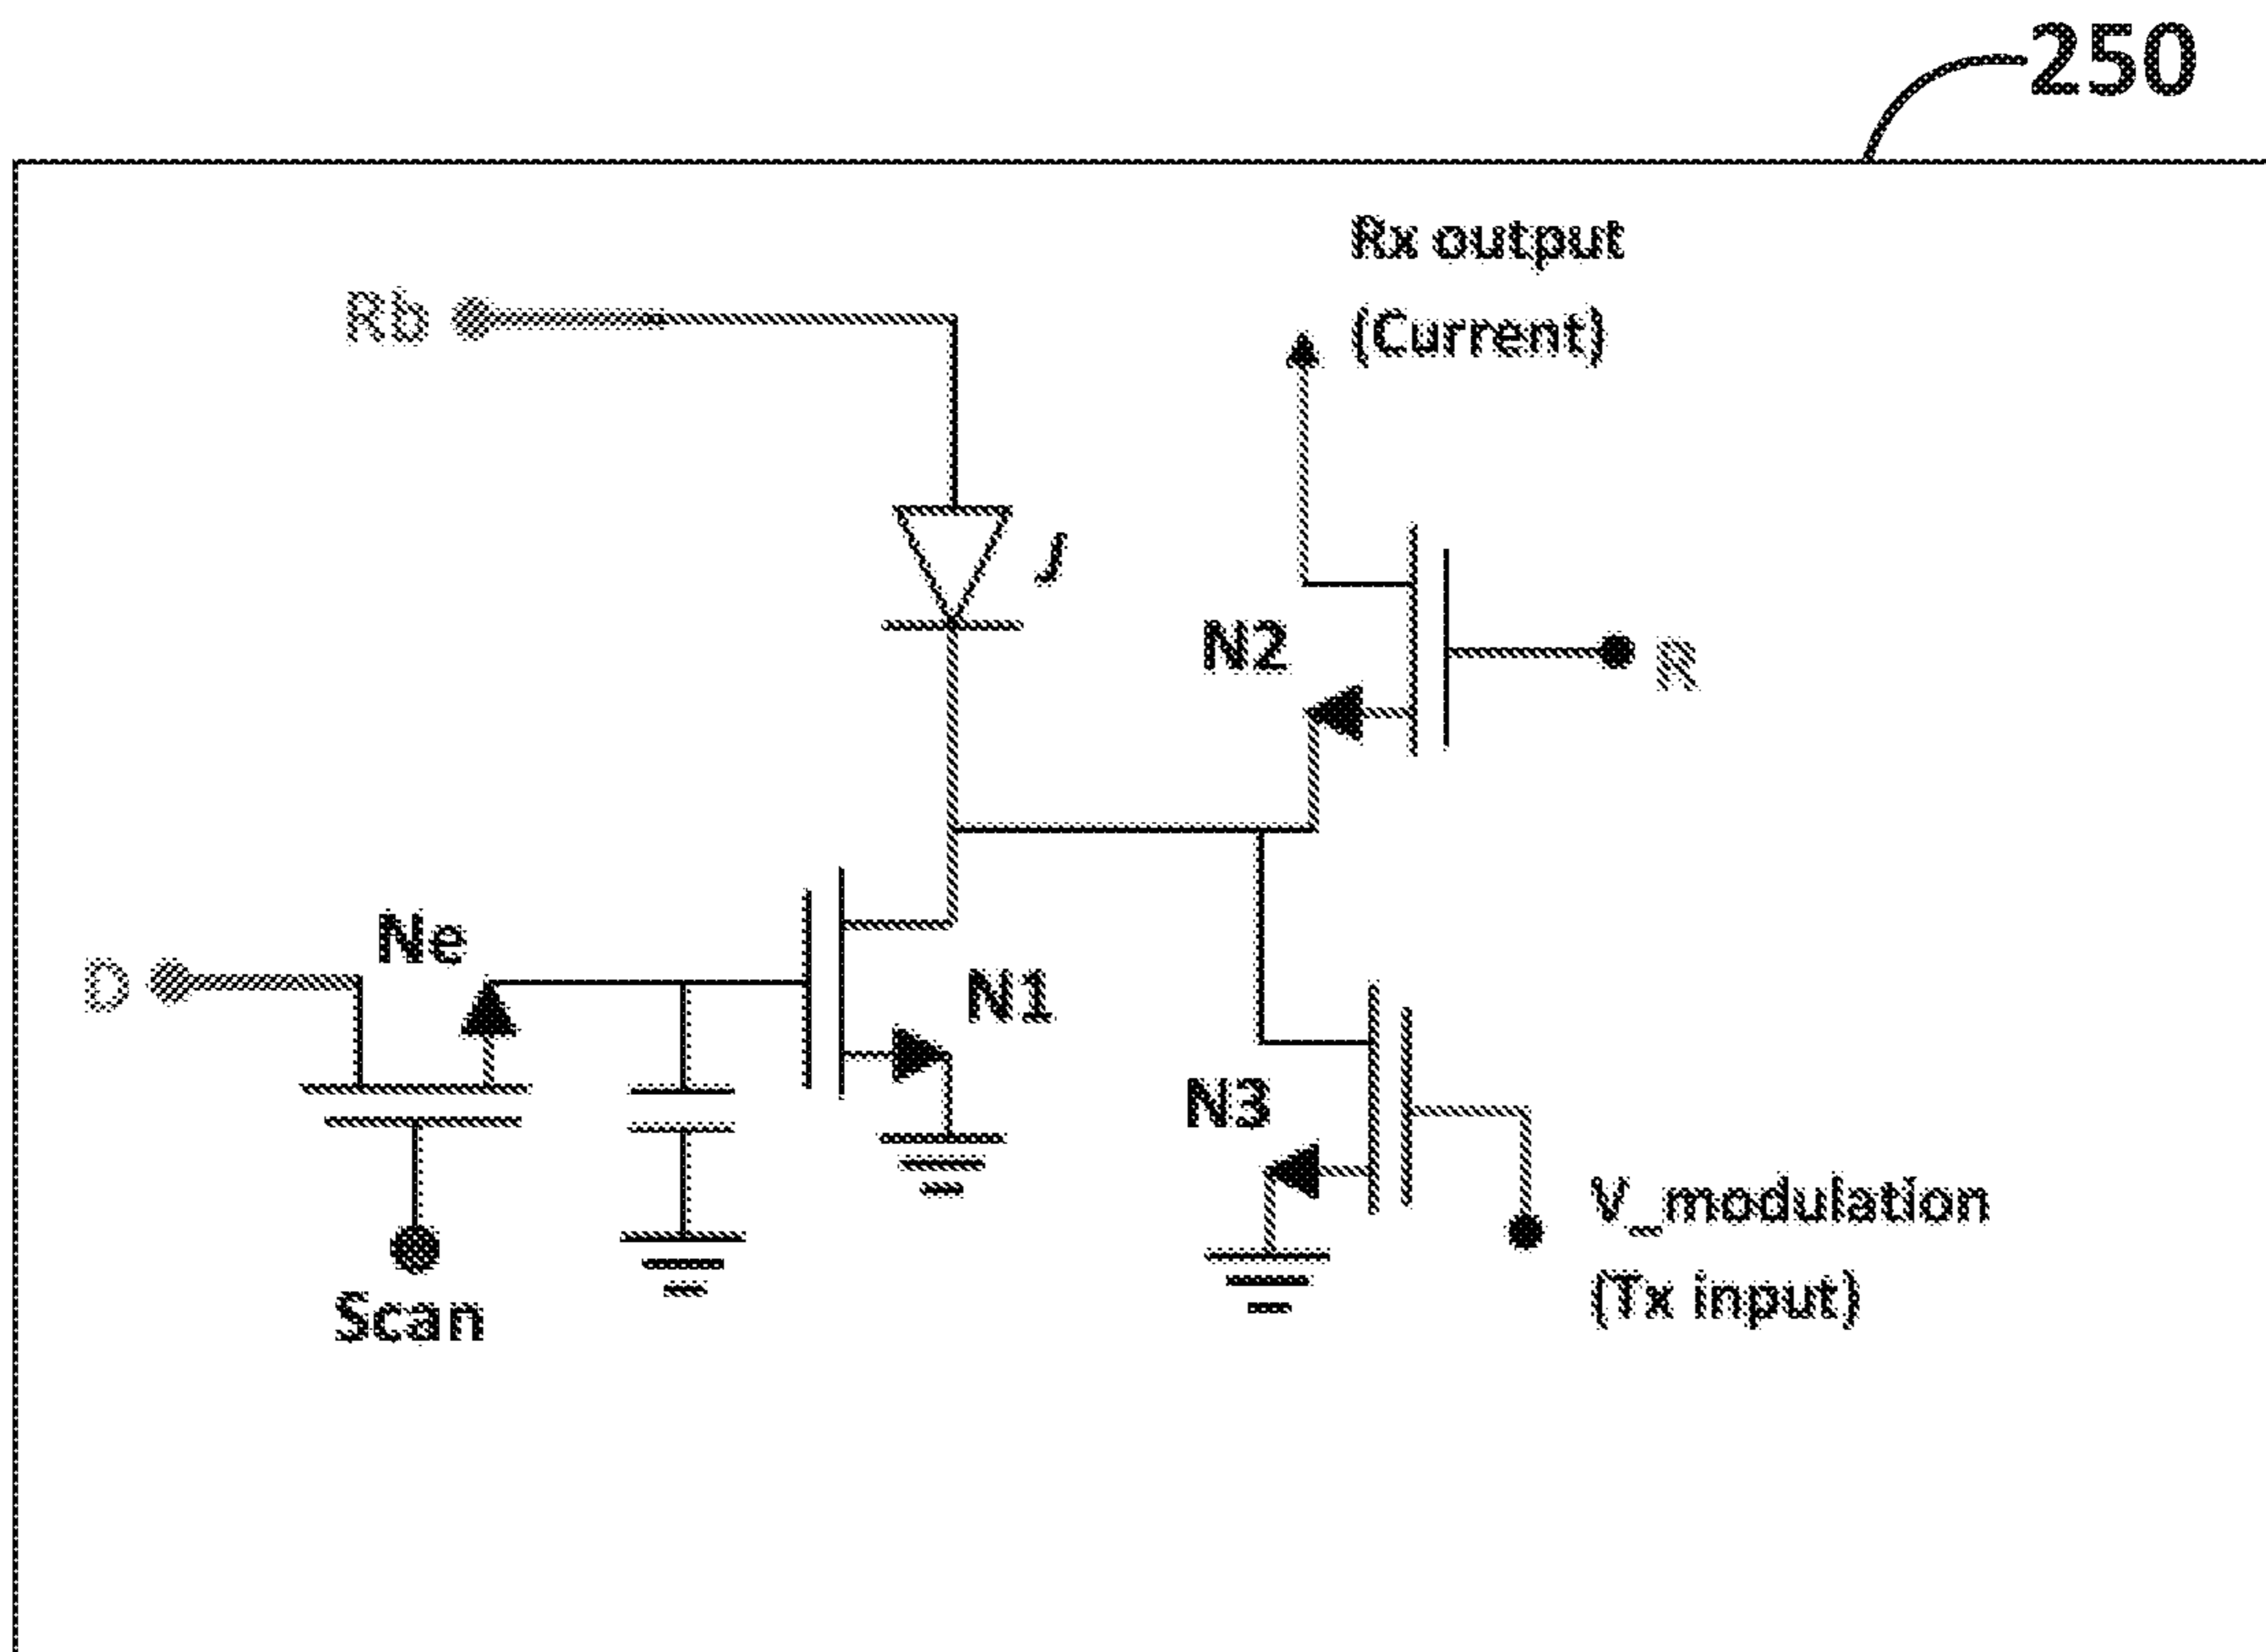 250
Rx output
(Current)
Rb
J
N2
R
Ne
D
N1
N3
V_modulation
(Tx input)
Scan